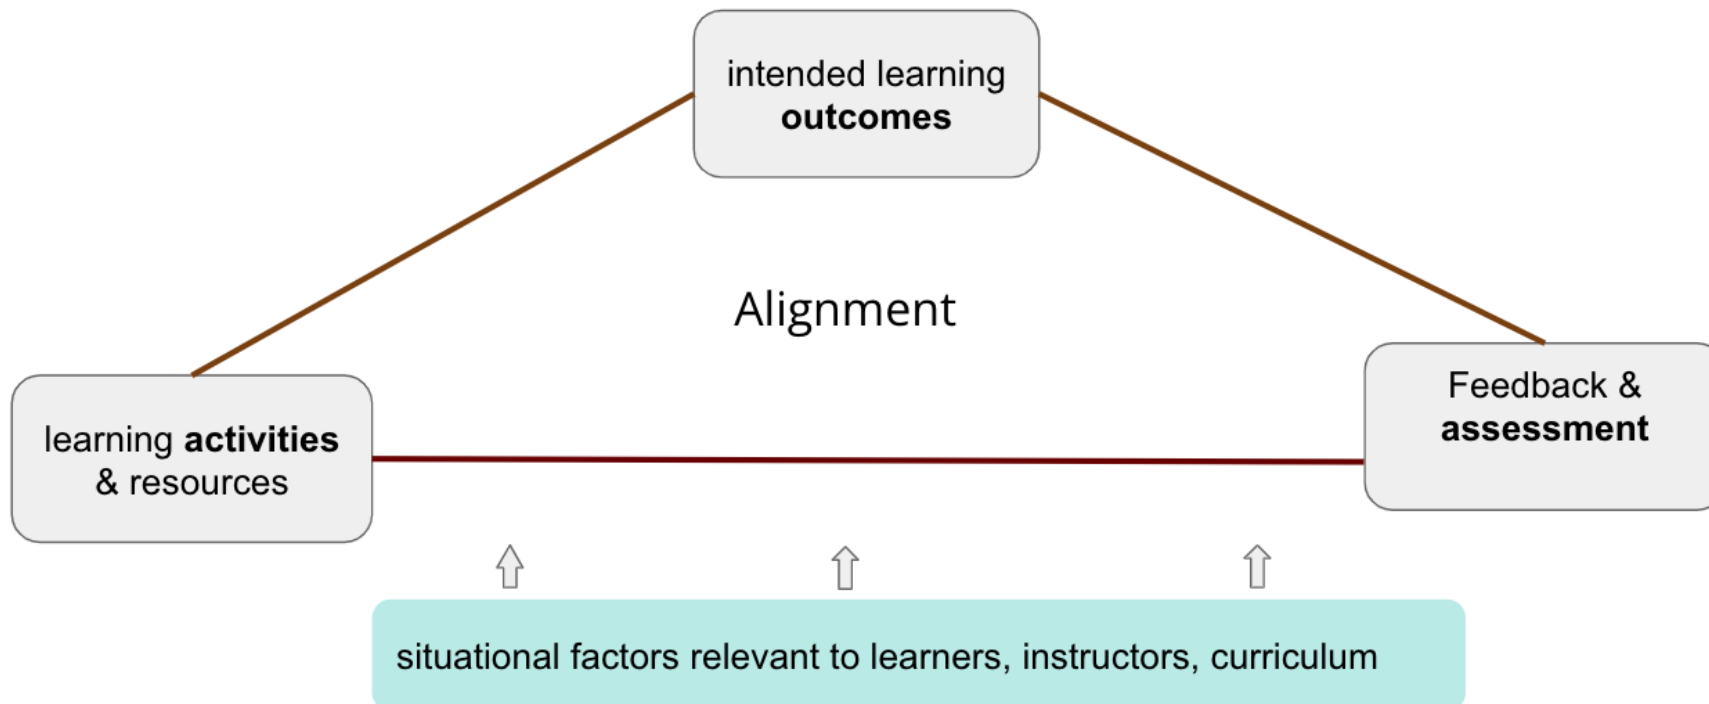 intended learning
outcomes
Alignment
Feedback &
assessment
learning activities
& resources
situational factors relevant to learners, instructors, curriculum